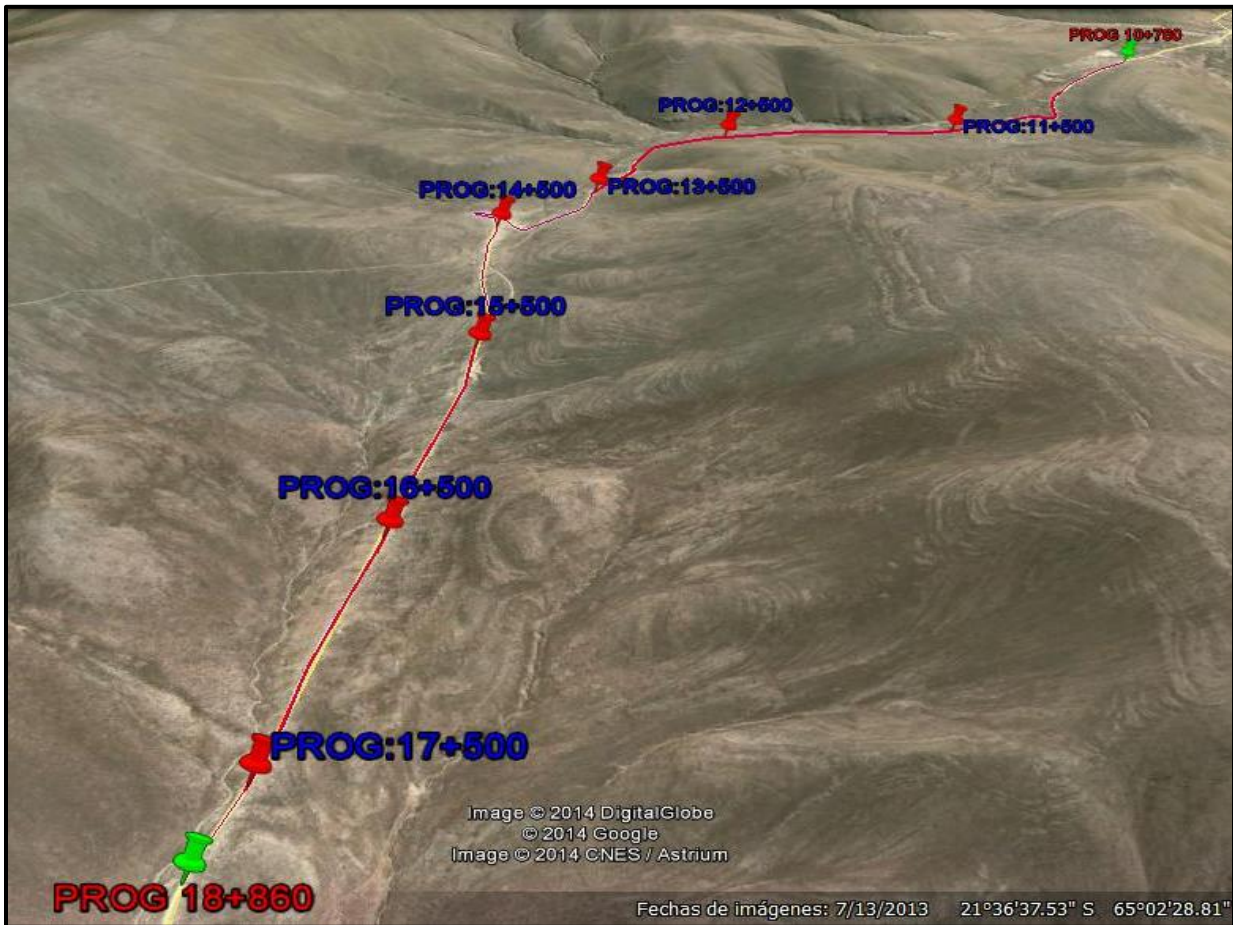 PROG 10+760
PROG:12+500
PROG:11+500
PROG:13+500
PROG:14+500
PROG:15+500
PROG:16+500
PROG:17+500
Image © 2014 DigitalGlobe
© 2014 Google
Image © 2014 CNES / Astrium
PROG 18+860
Fechas de imágenes: 7/13/2013 21°36'37.53" S 65°02'28.81"